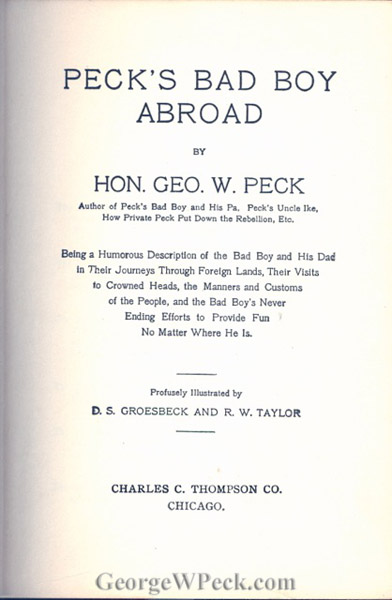 PECK'S BAD BOY
ABROAD
BY
HON. GEO. W. PECK
Author of Peck's Bad Boy and His Pa. Peck's Uncle Ike,
How Private Peck Put Down the Rebellion, Etc.
Being a Humorous Description of the Bad Boy and His Dad
in Their Journeys Through Foreign Lands, Their Visits
to Crowned Heads, the Manners and Customs
of the People, and the Bad Boy's Never
Ending Efforts to Provide Fun
No Matter Where He Is.
Profusely Illustrated by
D. S. GROESBECK AND R. W. TAYLOR
CHARLES C. THOMPSON CO.
CHICAGO.
GeorgeWPeck.com